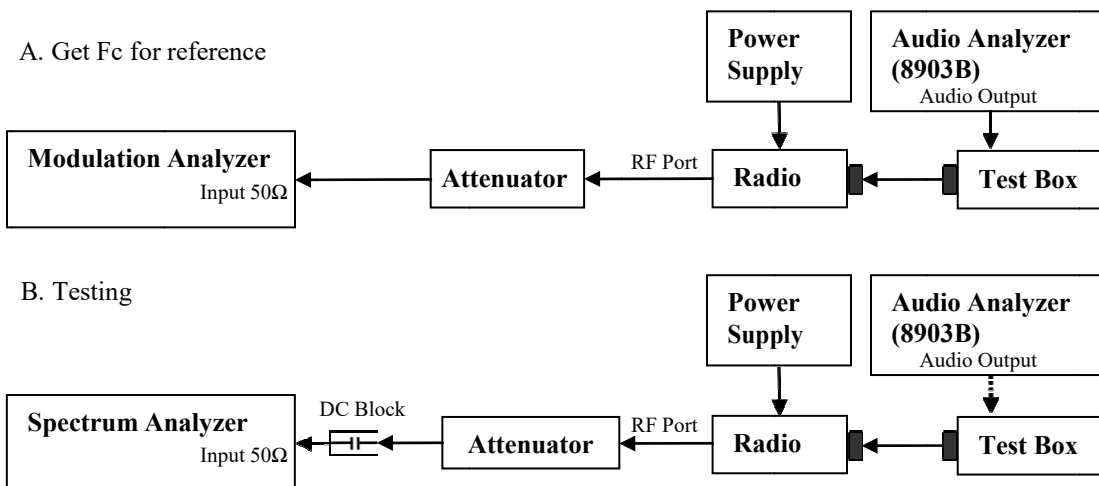 A. Get Fc for reference
Power
Supply
Audio Analyzer
(8903B)
Audio Output
Modulation Analyzer
Input 50Ω
Attenuator
RF Port
Radio
Test Box
B. Testing
Power
Supply
Audio Analyzer
(8903B)
Audio Output
Spectrum Analyzer
Input 50Ω
DC Block
Attenuator
RF Port
Radio
Test Box